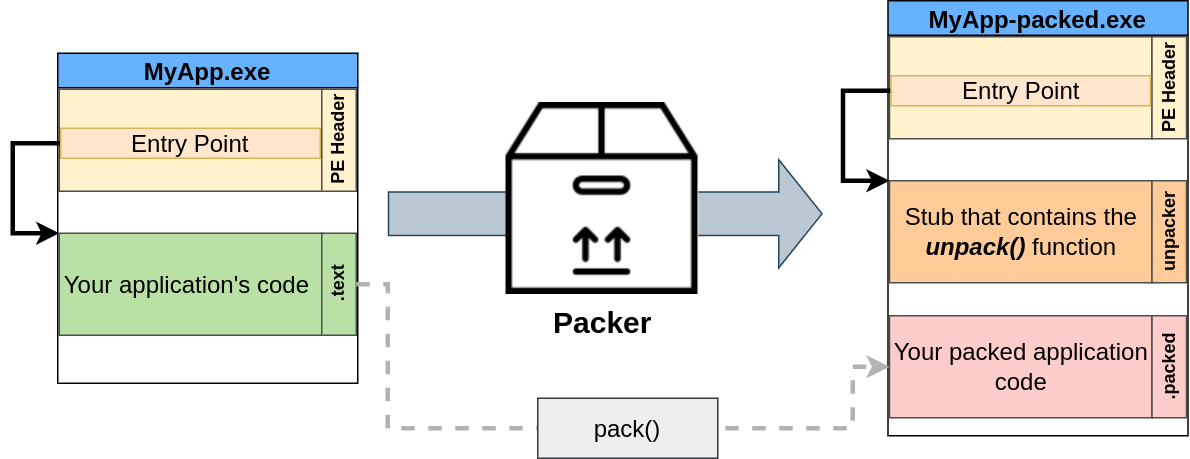 MyApp.exe
Entry Point
PE Header
Your application's code
.text
Packer
pack()
MyApp-packed.exe
Entry Point
PE Header
Stub that contains the
unpack() function
unpacker
Your packed application
code
.packed